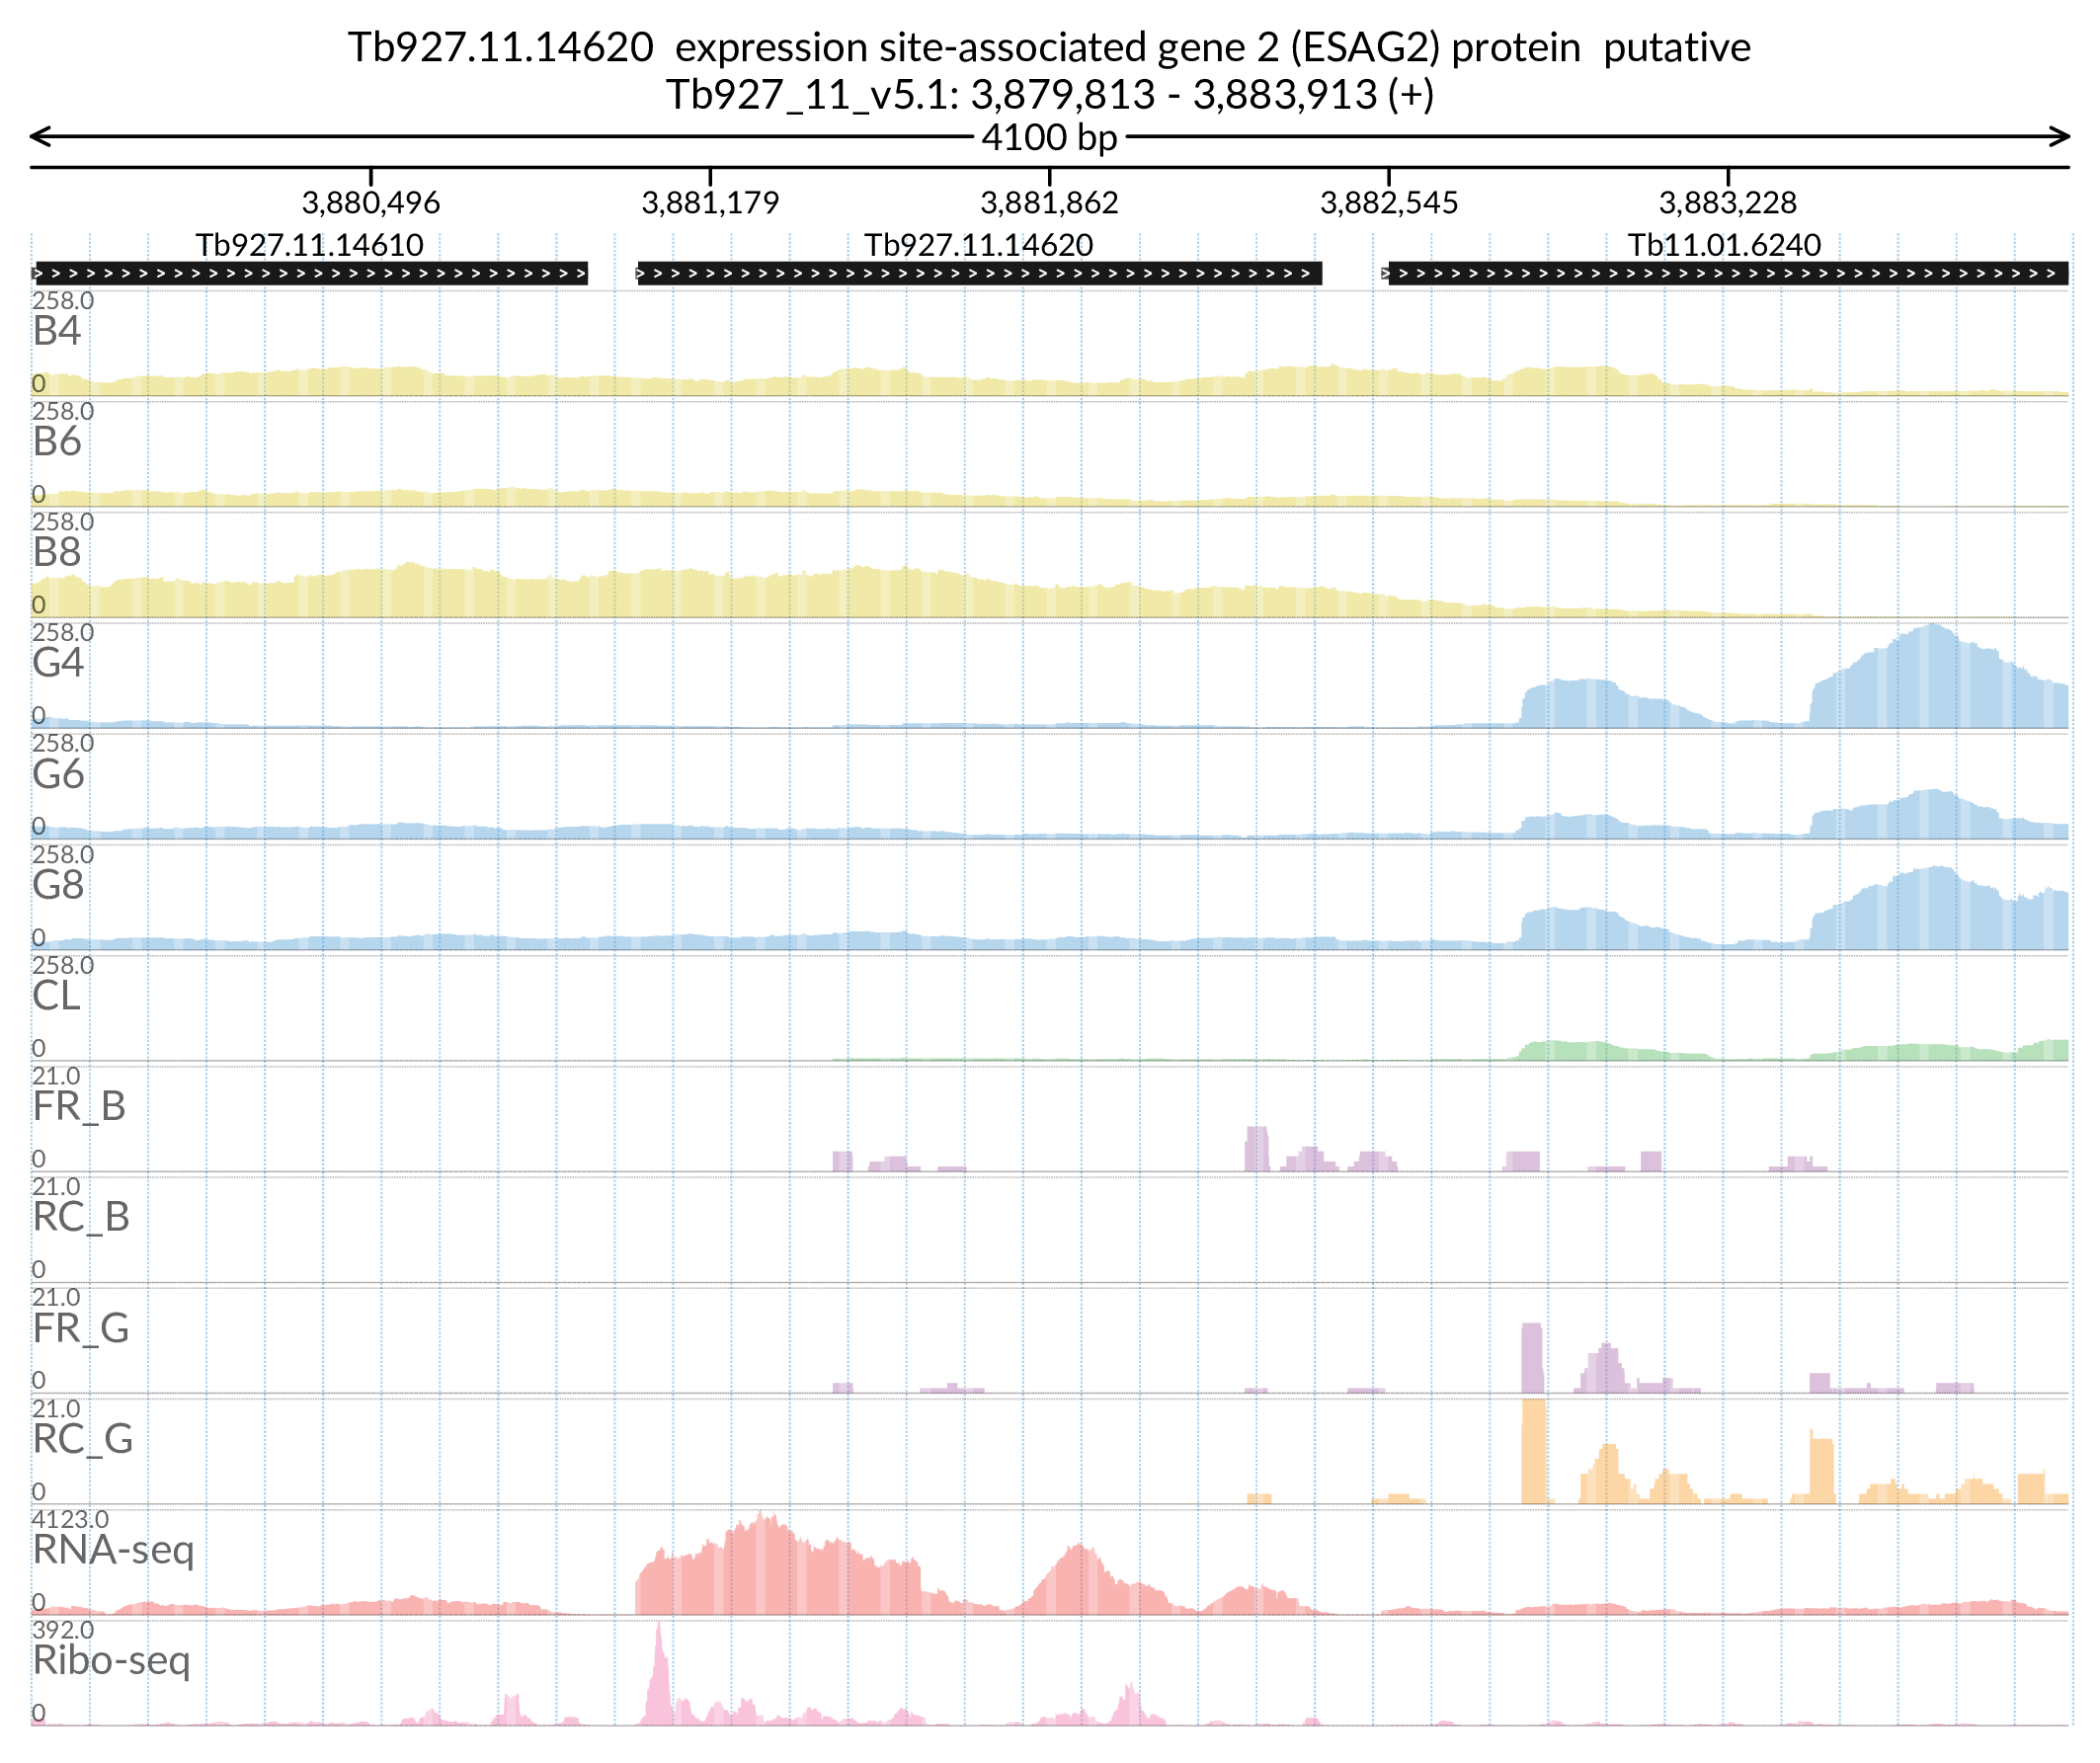 Tb927.11.14620  expression site-associated gene 2 (ESAG2) protein  putative
Tb927_11_v5.1: 3,879,813 - 3,883,913 (+)
4100 bp
3,880,496 3,881,179 3,881,862 3,882,545 3,883,228
Tb927.11.14610 Tb927.11.14620 Tb11.01.6240
258.0
B4
0
258.0
B6
0
258.0
B8
0
258.0
G4
0
258.0
G6
0
258.0
G8
0
258.0
CL
0
21.0
FR_B
0
21.0
RC_B
0
21.0
FR_G
0
21.0
RC_G
0
4123.0
RNA-seq
0
392.0
Ribo-seq
0